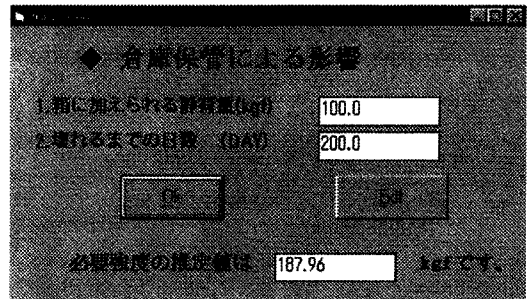 ◆ 倉庫保管による影響
1.箱に加えられる静荷重(kgf) 100.0
2.壊れるまでの日数 (DAY) 200.0
Ok
必要強度の推定値は 187.96 kgf です。